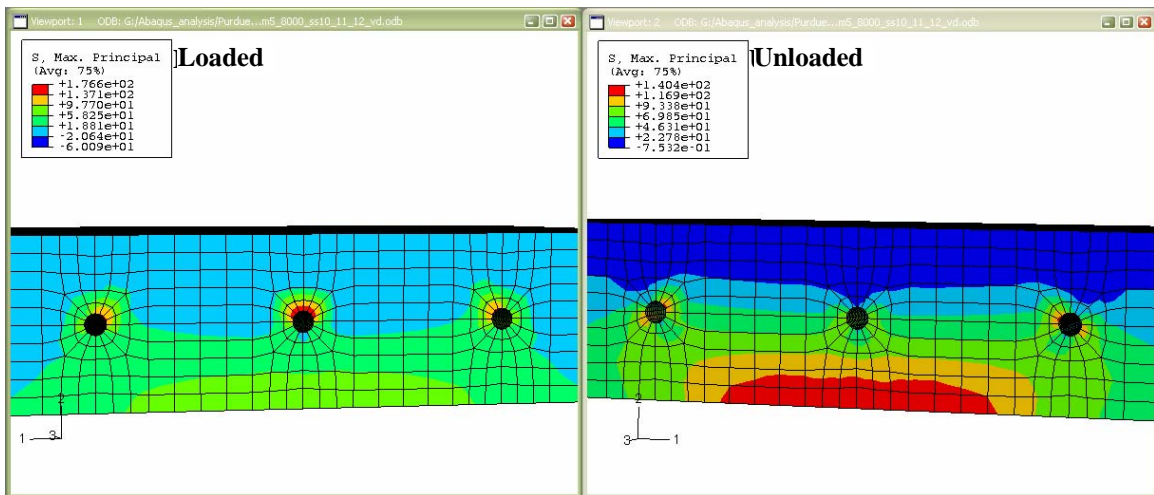 Viewport: 1 ODB: G:/Abaqus_analysis/Purdue...m5_8000_ss10_11_12_vd.odb
S, Max. Principal
(Avg: 75%)
+1.766e+02
+1.371e+02
+9.770e+01
+5.825e+01
+1.881e+01
-2.064e+01
-6.009e+01
Loaded
2
1
3
Viewport: 2 ODB: G:/Abaqus_analysis/Purdue...m5_8000_ss10_11_12_vd.odb
S, Max. Principal
(Avg: 75%)
+1.404e+02
+1.169e+02
+9.338e+01
+6.985e+01
+4.631e+01
+2.278e+01
-7.532e-01
Unloaded
2
3
1